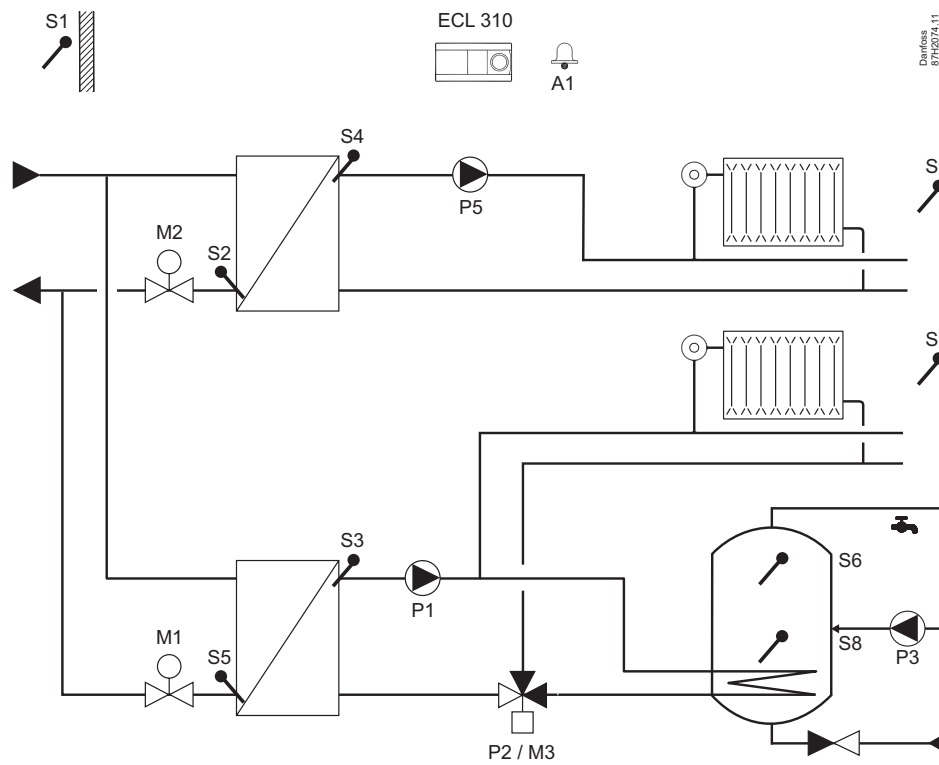 S1
ECL 310
A1
Danfoss
87H2074.11
S4
P5
S
M2
S2
S
S3
P1
S6
M1
S5
S8
P3
P2 / M3